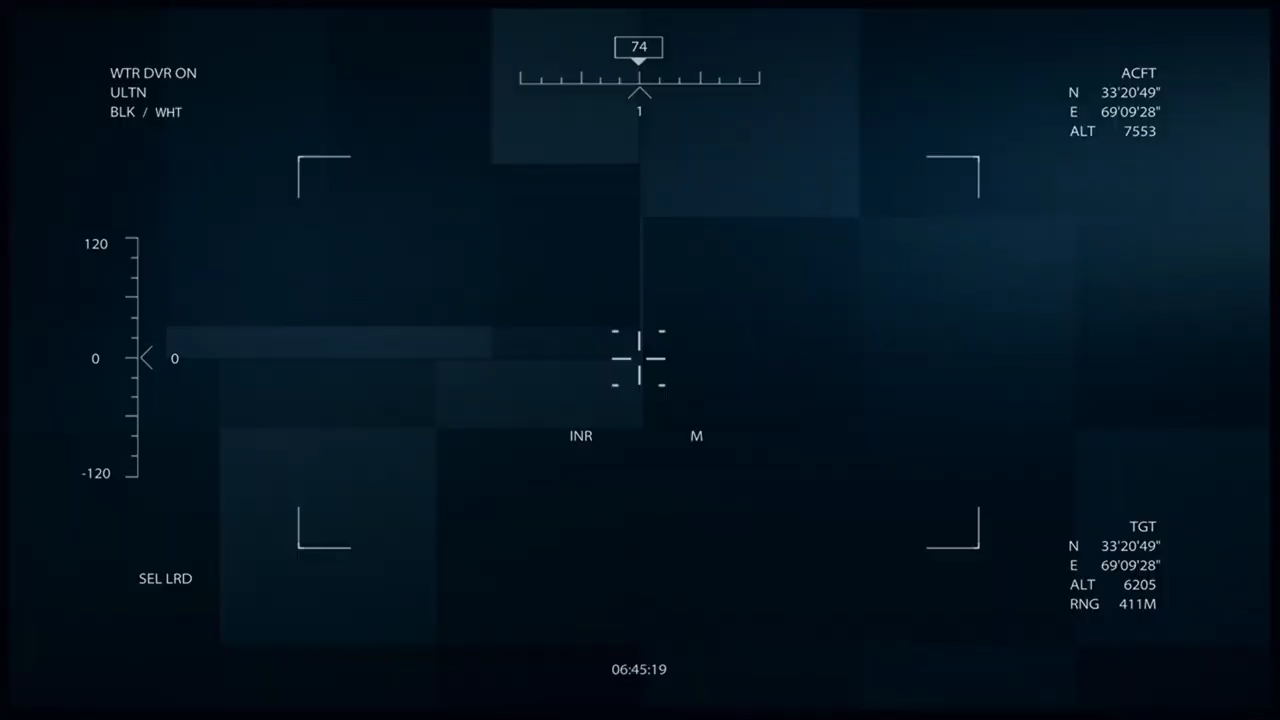 74
WTR DVR ON
ULTN
BLK / WHT
1
ACFT
N 33'20'49"
E 69'09'28"
ALT 7553
120
0
0
-120
INR M
SEL LRD
TGT
N 33'20'49"
E 69'09'28"
ALT 6205
RNG 411M
06:45:19